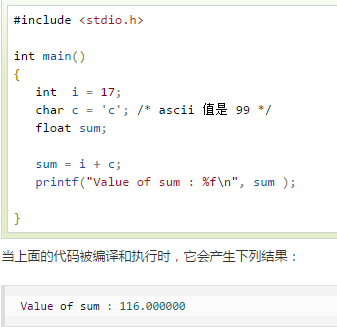 #include <stdio.h>
int main()
{
int  i = 17;
char c = 'c'; /* ascii 值是 99 */
float sum;
sum = i + c;
printf("Value of sum : %f\n", sum );
}
当上面的代码被编译和执行时，它会产生下列结果：
Value of sum : 116.000000